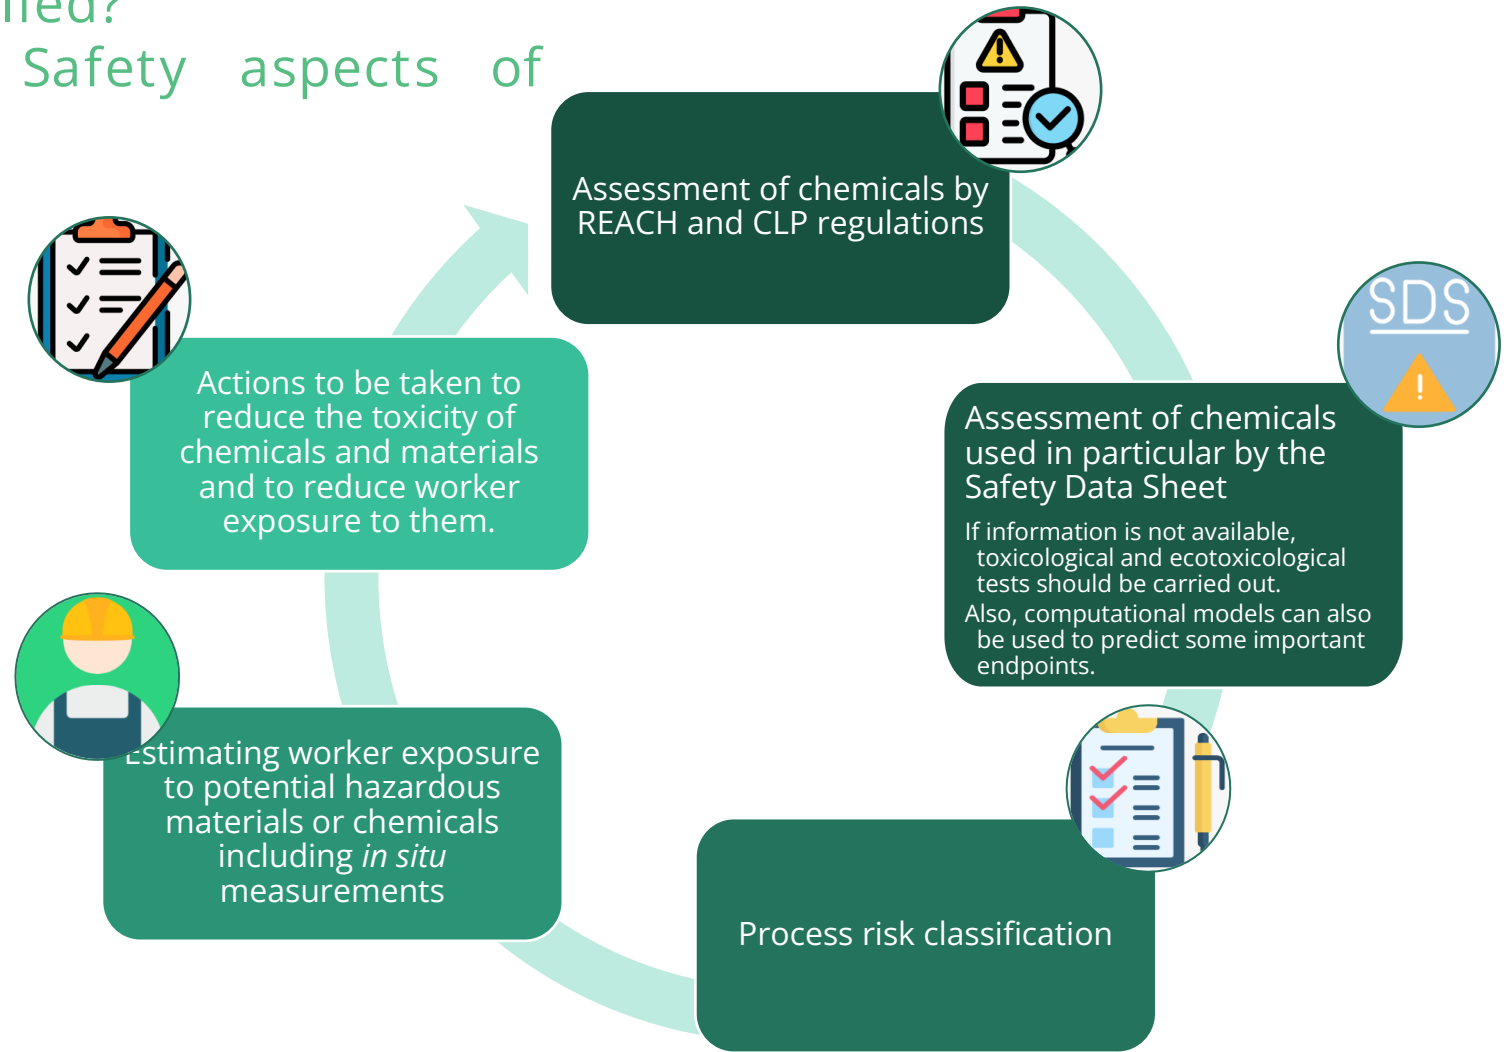 Safety aspects of
Assessment of chemicals by
REACH and CLP regulations
SDS
Assessment of chemicals
used in particular by the
Safety Data Sheet
If information is not available,
toxicological and ecotoxicological
tests should be carried out.
Also, computational models can also
be used to predict some important
endpoints.
Process risk classification
Estimating worker exposure
to potential hazardous
materials or chemicals
including in situ
measurements
Actions to be taken to
reduce the toxicity of
chemicals and materials
and to reduce worker
exposure to them.